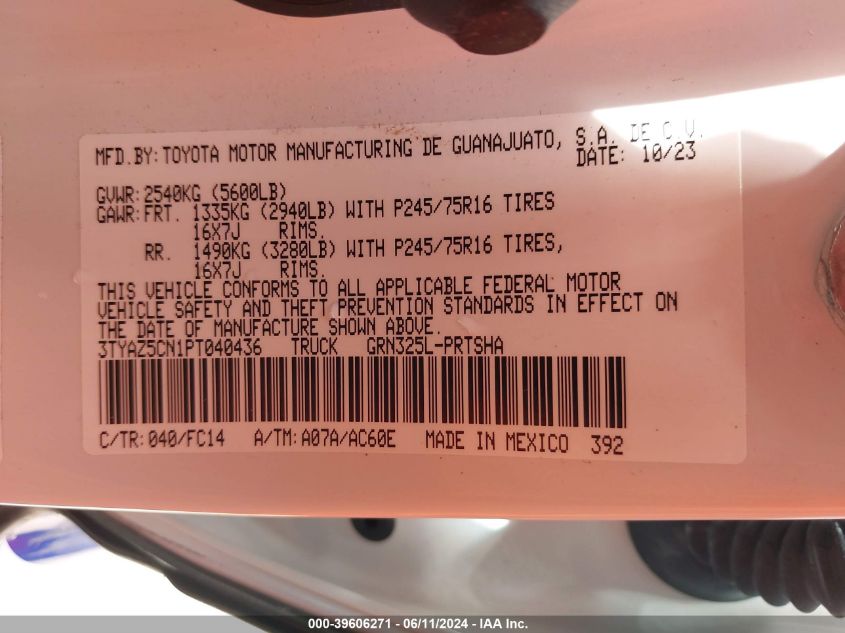 MFD.BY: TOYOTA MOTOR MANUFACTURING DE GUANAJUATO, S.A. DE C.V.
DATE: 10/23
GVWR: 2540KG (5600LB)
GAWR: FRT. 1335KG (2940LB) WITH P245/75R16 TIRES
16X7J RIMS.
RR. 1490KG (3280LB) WITH P245/75R16 TIRES,
16X7J RIMS.
THIS VEHICLE CONFORMS TO ALL APPLICABLE FEDERAL MOTOR
VEHICLE SAFETY AND THEFT PREVENTION STANDARDS IN EFFECT ON
THE DATE OF MANUFACTURE SHOWN ABOVE.
3TYAZ5CN1PT040436 TRUCK GRN325L-PRTSHA
C/TR: 040/FC14 A/TM: A07A/AC60E MADE IN MEXICO 392
000-39606271 - 06/11/2024 - IAA Inc.